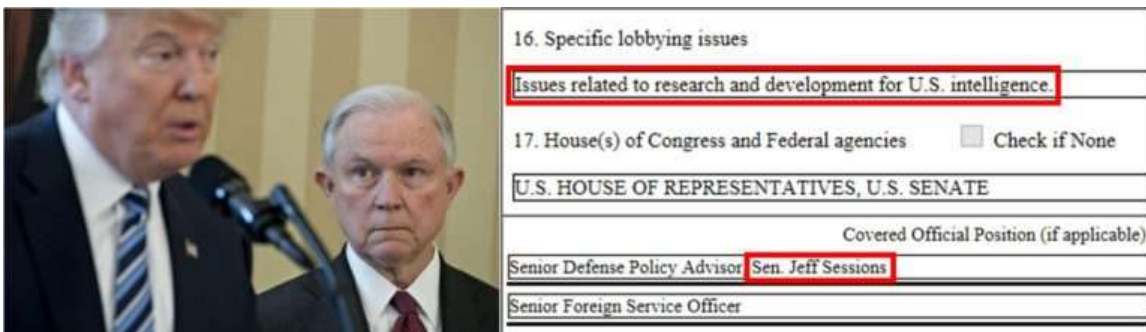 16. Specific lobbying issues
Issues related to research and development for U.S. intelligence.
17. House(s) of Congress and Federal agencies Check if None
U.S. HOUSE OF REPRESENTATIVES, U.S. SENATE
Covered Official Position (if applicable)
Senior Defense Policy Advisor Sen. Jeff Sessions
Senior Foreign Service Officer